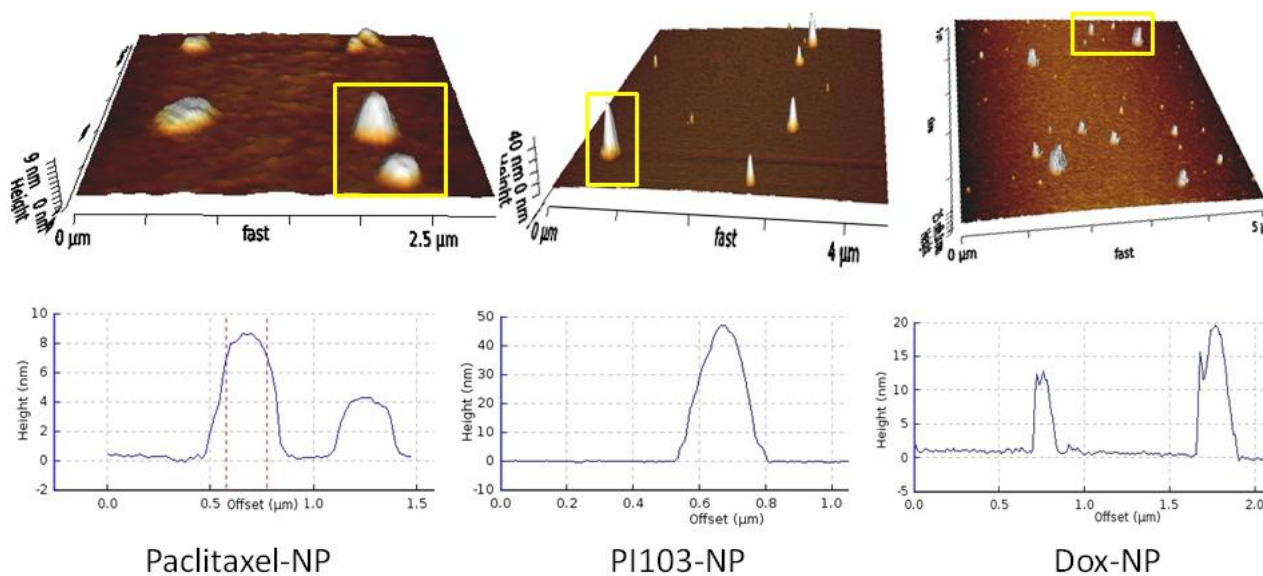 9 nm 0 nm
Height
0 µm
fast
2.5 µm
40 nm 0 nm
Height
0 µm
fast
4 µm
0 µm
fast
Height (nm)
10
8
6
4
2
0
-2
0.0
0.5
1.0
1.5
Offset (µm)
Height (nm)
50
40
30
20
10
0
-10
0.0
0.2
0.4
0.6
0.8
1.0
Offset (µm)
Height (nm)
20
15
10
5
0
-5
0.0
0.5
1.0
1.5
2.0
Offset (µm)
Paclitaxel-NP
PI103-NP
Dox-NP